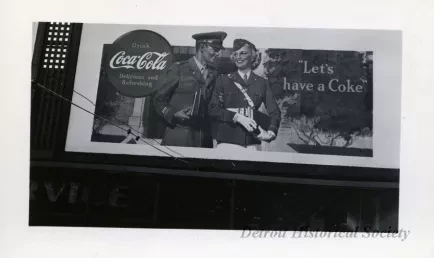 Drink
Coca-Cola
Delicious and
Refreshing
"Let's
have a Coke"
RVICE
Detroit Historical Society